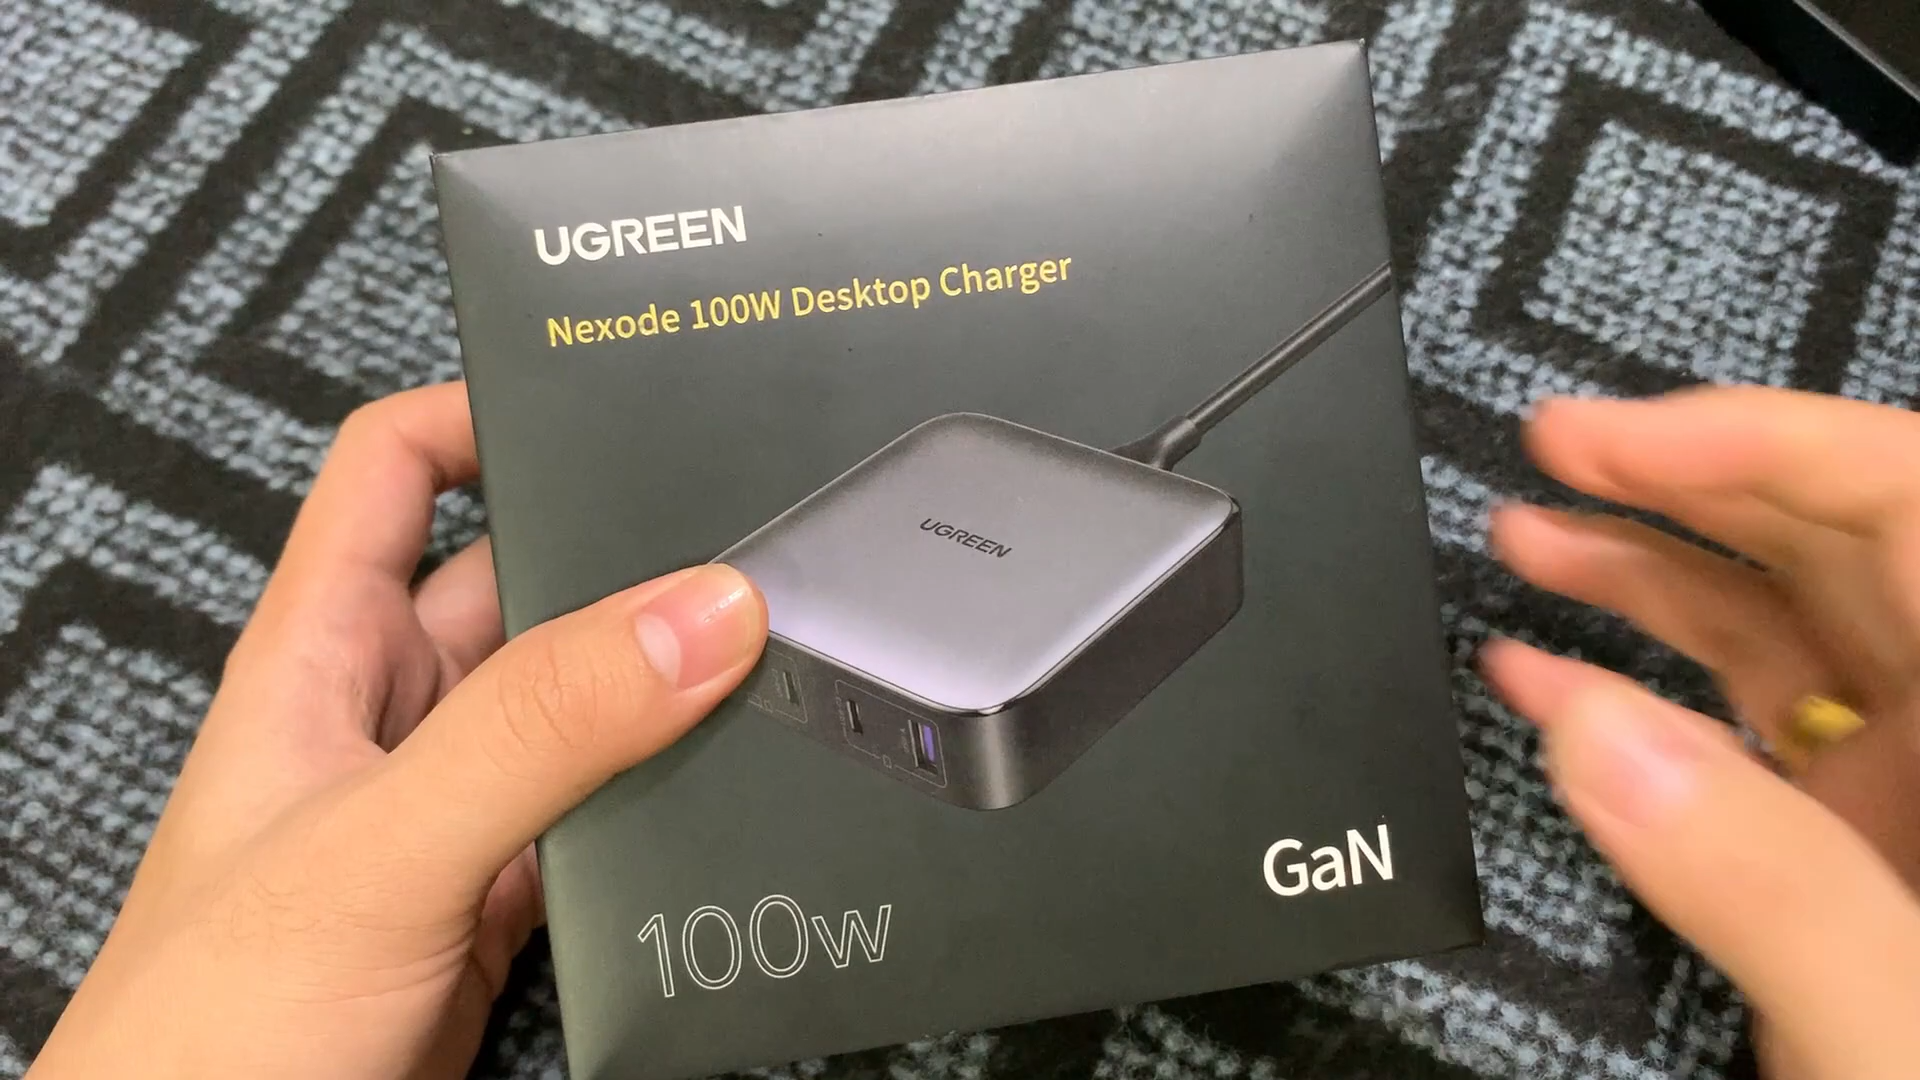 UGREEN
Nexode 100W Desktop Charger
UGREEN
GaN
100w